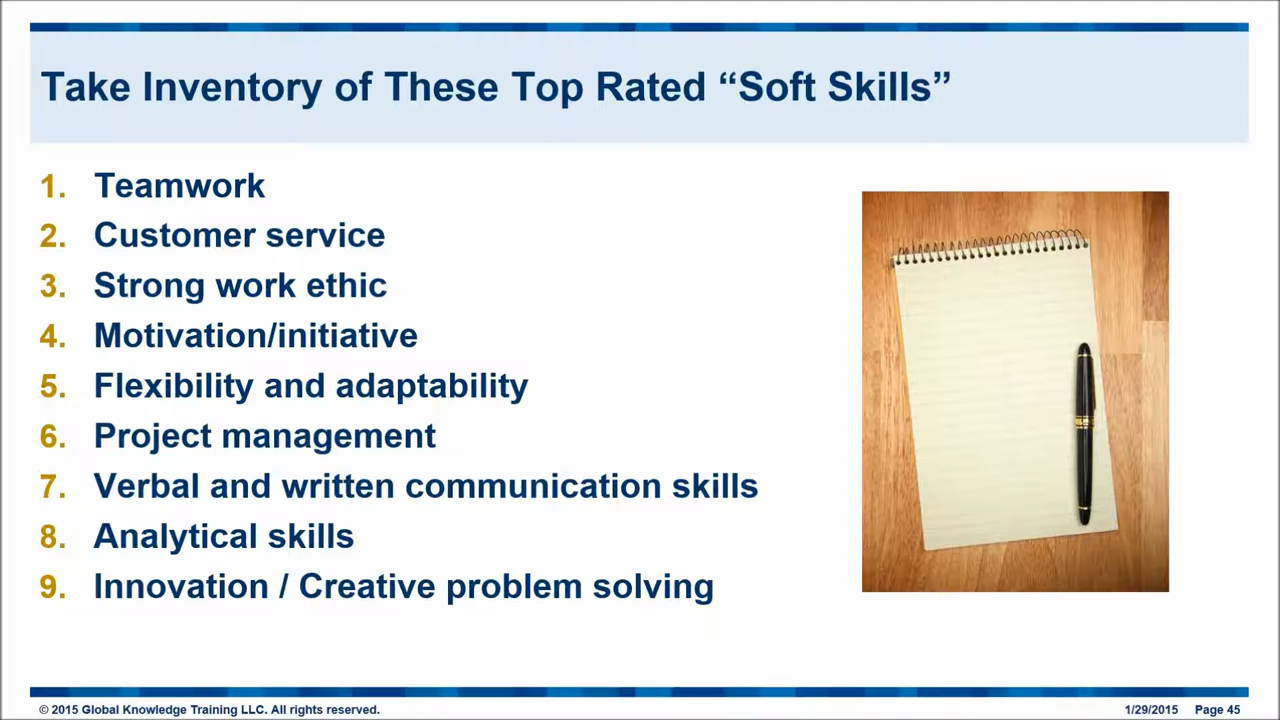 Take Inventory of These Top Rated “Soft Skills”
1. Teamwork
2. Customer service
3. Strong work ethic
4. Motivation/initiative
5. Flexibility and adaptability
6. Project management
7. Verbal and written communication skills
8. Analytical skills
9. Innovation / Creative problem solving
© 2015 Global Knowledge Training LLC. All rights reserved.
1/29/2015 Page 45